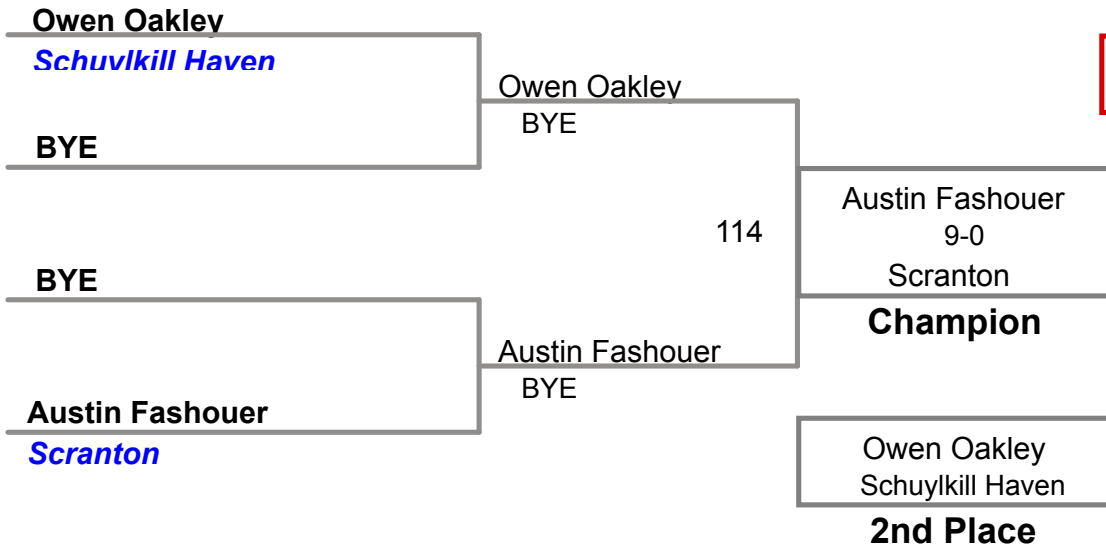 Owen Oakley
Schuylkill Haven
Owen Oakley
BYE
BYE
114
Austin Fashouer
9-0
Scranton
Champion
BYE
Austin Fashouer
BYE
Austin Fashouer
Scranton
Owen Oakley
Schuylkill Haven
2nd Place